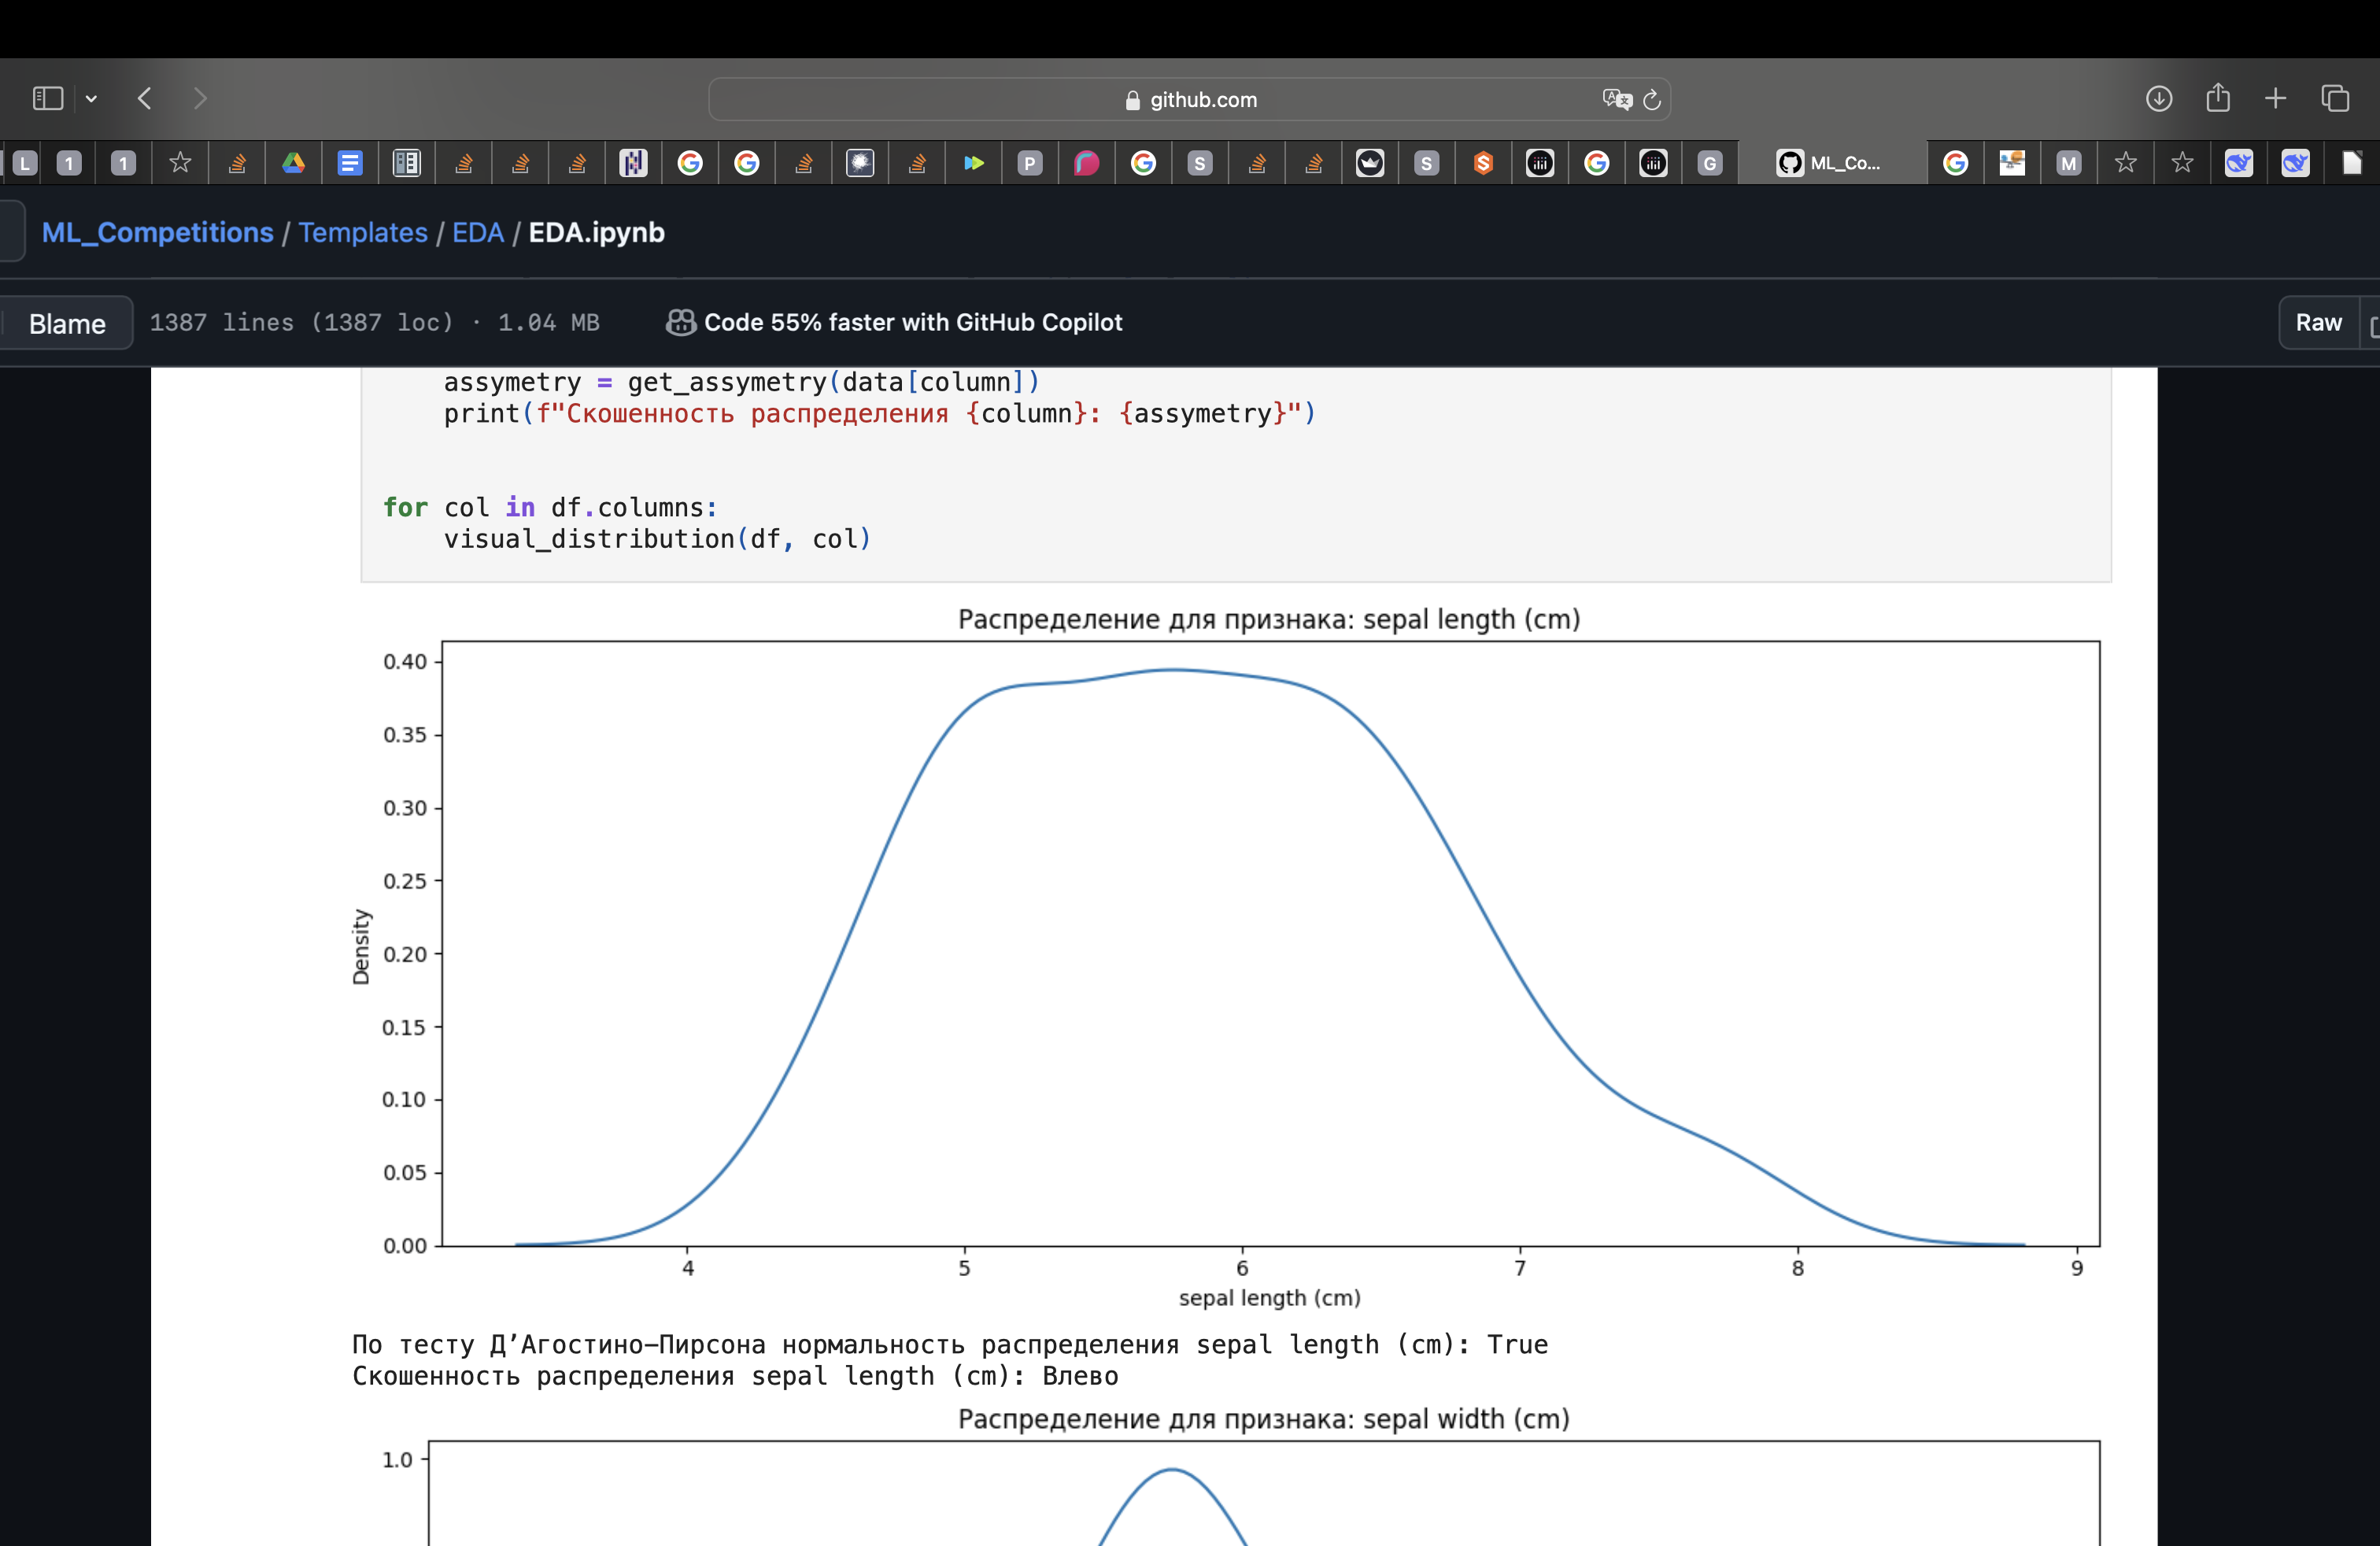 github.com
L 1 1 P S S G ML_Co... M
ML_Competitions / Templates / EDA / EDA.ipynb
Blame 1387 lines (1387 loc) · 1.04 MB Code 55% faster with GitHub Copilot Raw
assymetry = get_assymetry(data[column])
print(f"Скошенность распределения {column}: {assymetry}")
for col in df.columns:
visual_distribution(df, col)
Распределение для признака: sepal length (cm)
0.40
0.35
0.30
0.25
0.20
0.15
0.10
0.05
0.00
Density
4 5 6 7 8 9
sepal length (cm)
По тесту Д’Агостино–Пирсона нормальность распределения sepal length (cm): True
Скошенность распределения sepal length (cm): Влево
Распределение для признака: sepal width (cm)
1.0